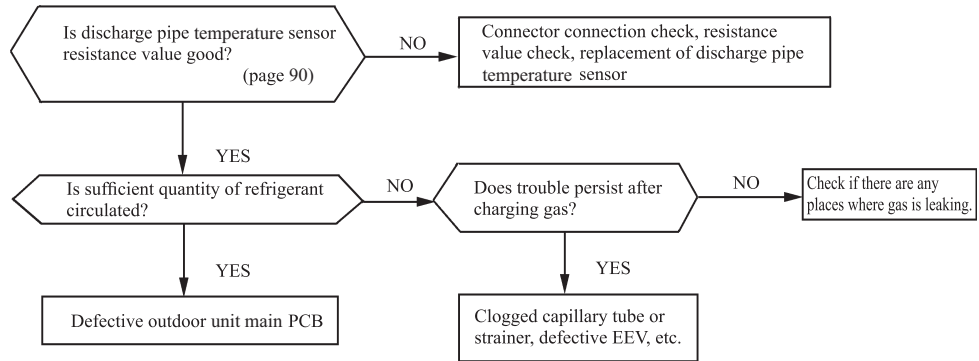 Is discharge pipe temperature sensor
resistance value good?
(page 90)
NO
Connector connection check, resistance
value check, replacement of discharge pipe
temperature sensor
YES
Is sufficient quantity of refrigerant
circulated?
NO
Does trouble persist after
charging gas?
NO
Check if there are any
places where gas is leaking.
YES
Defective outdoor unit main PCB
YES
Clogged capillary tube or
strainer, defective EEV, etc.